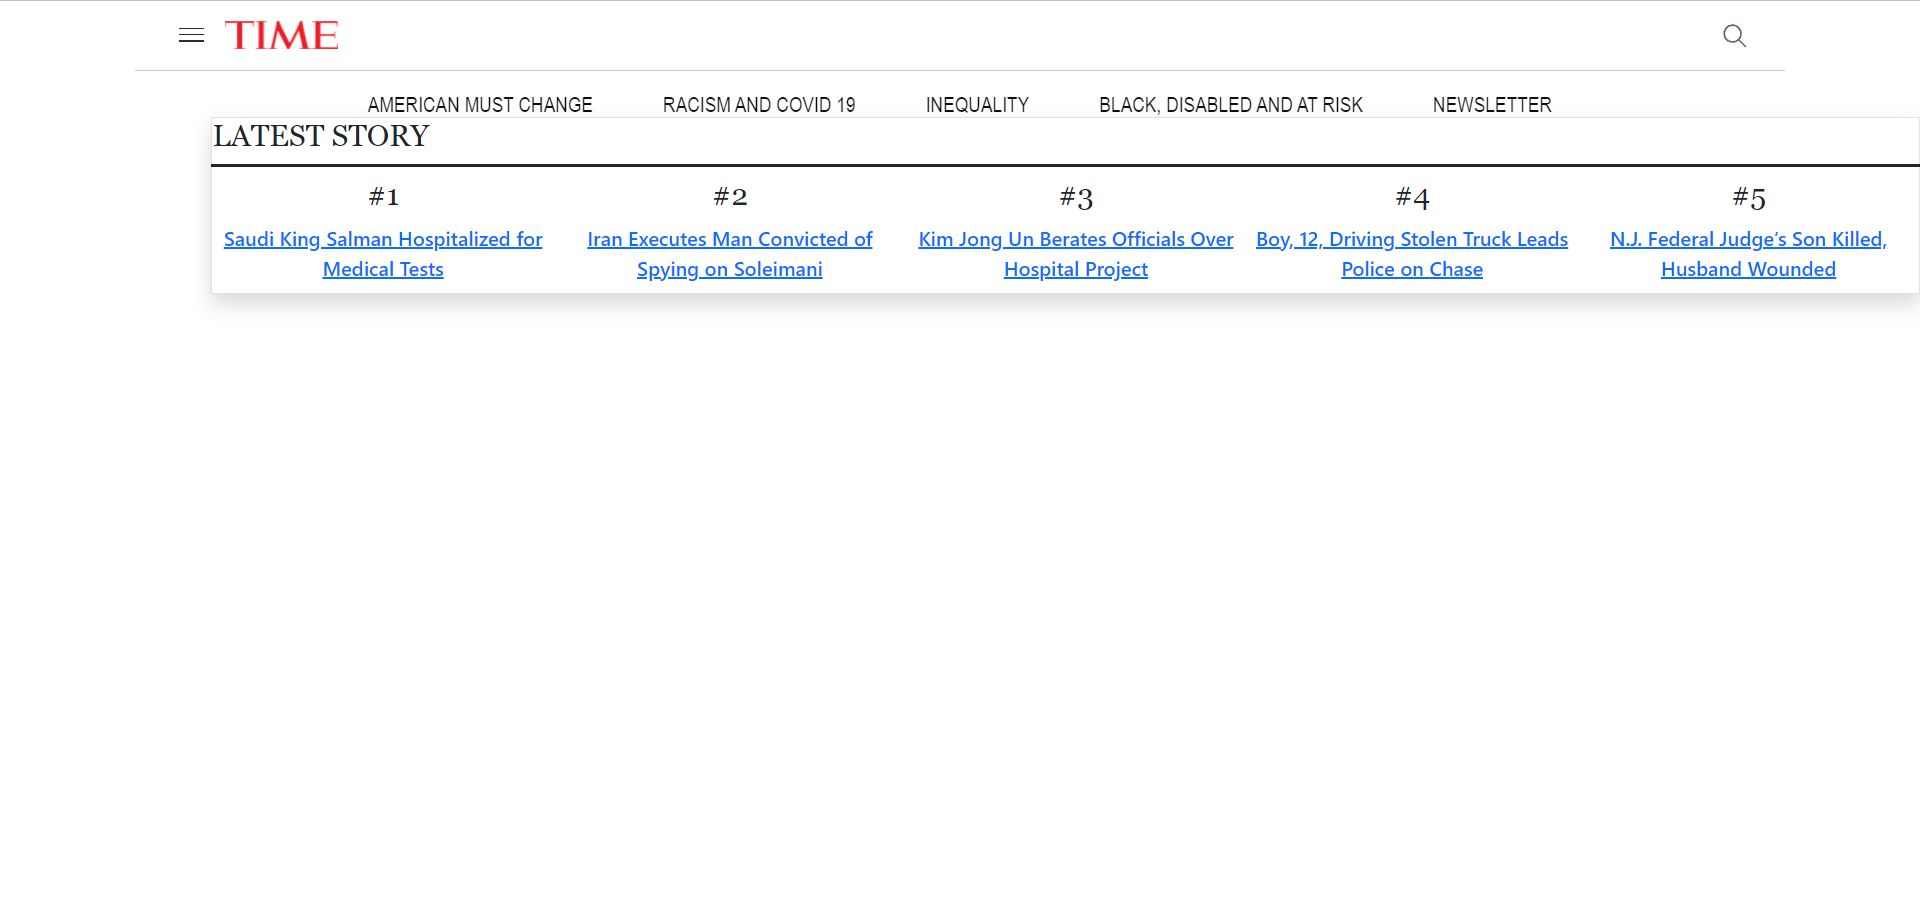 TIME
AMERICAN MUST CHANGE
RACISM AND COVID 19
INEQUALITY
BLACK, DISABLED AND AT RISK
NEWSLETTER
LATEST STORY
#1
Saudi King Salman Hospitalized for
Medical Tests
#2
Iran Executes Man Convicted of
Spying on Soleimani
#3
Kim Jong Un Berates Officials Over
Hospital Project
#4
Boy, 12, Driving Stolen Truck Leads
Police on Chase
#5
N.J. Federal Judge’s Son Killed,
Husband Wounded